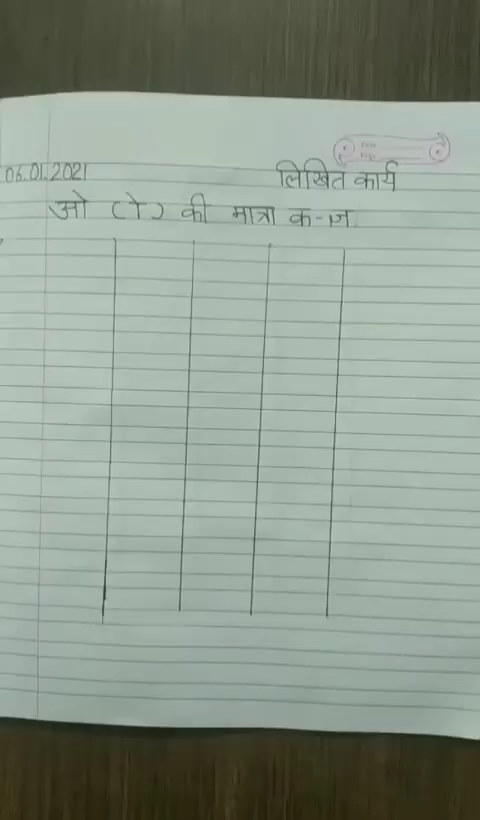 06.01.2021 लिखित कार्य
ओ (ो) की मात्रा क-ज्ञ